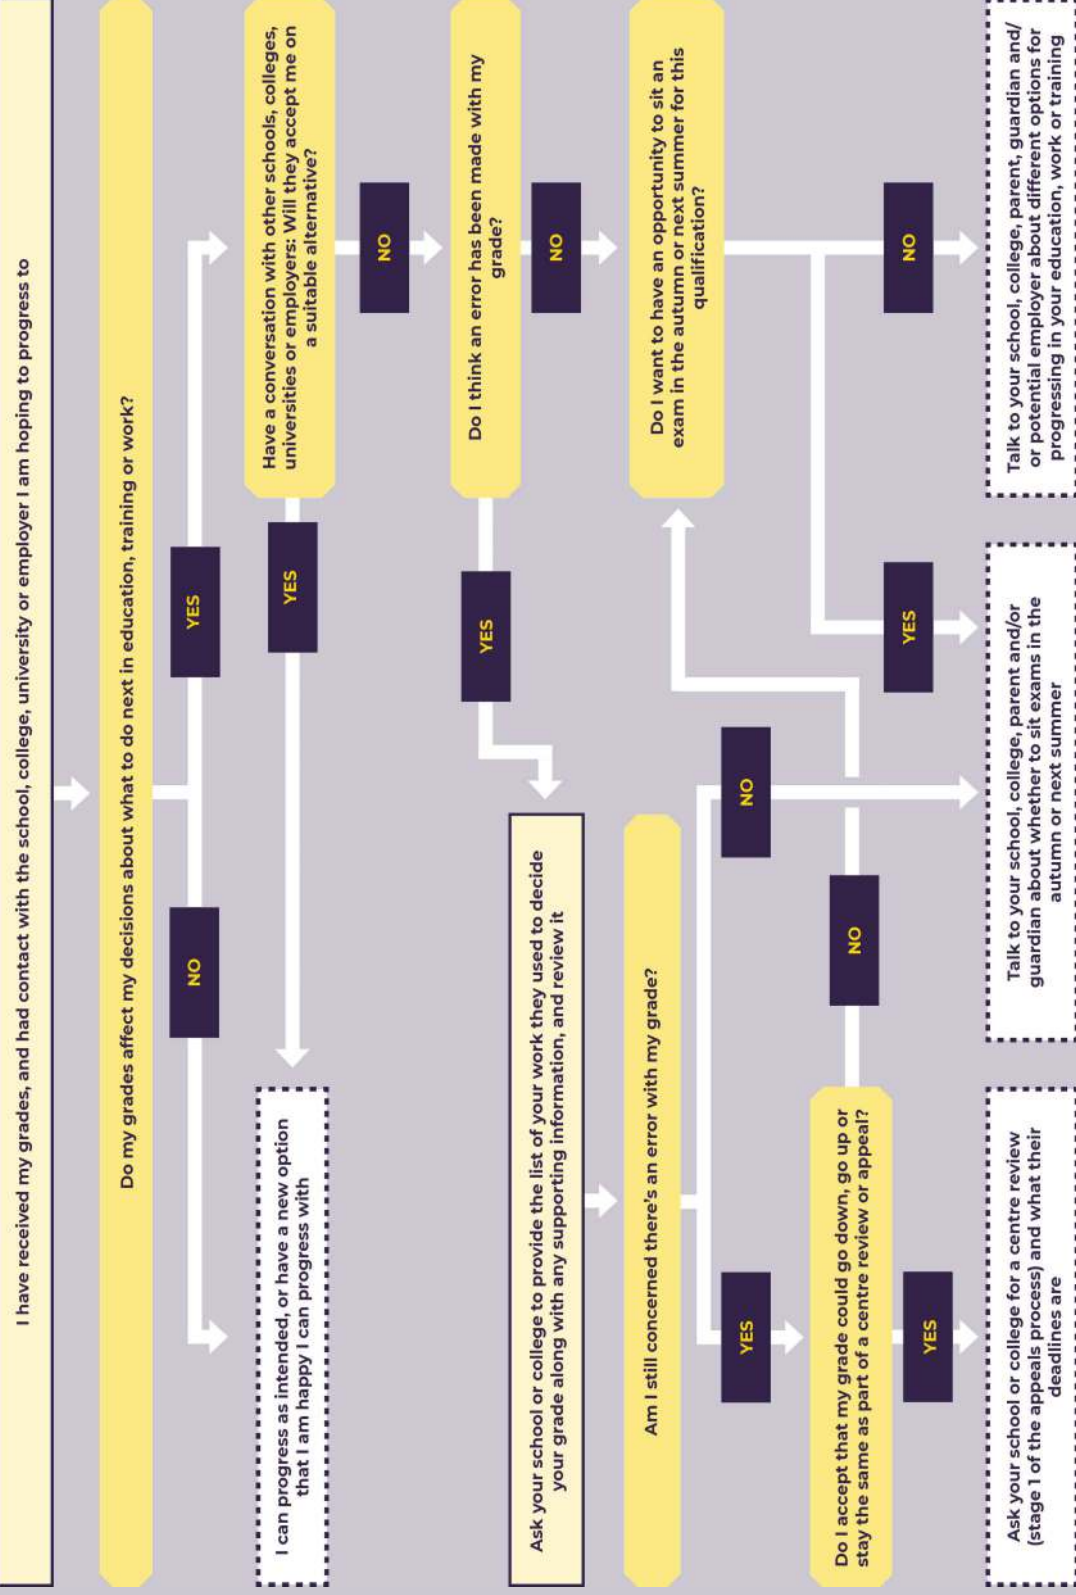 I have received my grades, and had contact with the school, college, university or employer I am hoping to progress to
Do my grades affect my decisions about what to do next in education, training or work?
NO
YES
I can progress as intended, or have a new option
that I am happy I can progress with
YES
Have a conversation with other schools, colleges,
universities or employers: Will they accept me on
a suitable alternative?
NO
Do I think an error has been made with my
grade?
YES
NO
Ask your school or college to provide the list of your work they used to decide
your grade along with any supporting information, and review it
Do I want to have an opportunity to sit an
exam in the autumn or next summer for this
qualification?
Am I still concerned there's an error with my grade?
YES
NO
Do I accept that my grade could go down, go up or
stay the same as part of a centre review or appeal?
NO
YES
YES
NO
Ask your school or college for a centre review
(stage 1 of the appeals process) and what their
deadlines are
Talk to your school, college, parent and/or
guardian about whether to sit exams in the
autumn or next summer
Talk to your school, college, parent, guardian and/
or potential employer about different options for
progressing in your education, work or training